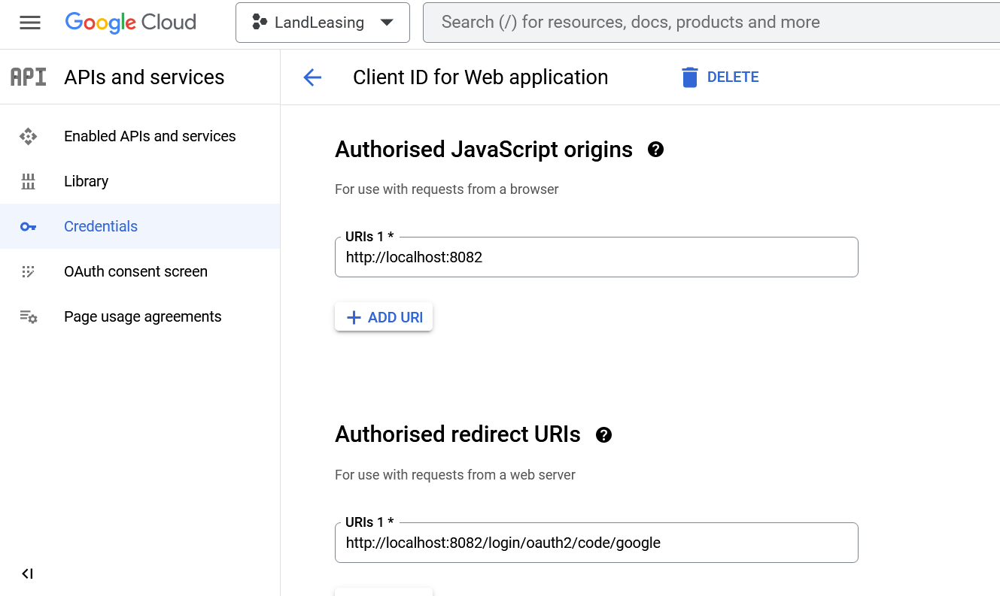 Google Cloud
LandLeasing
Search (/) for resources, docs, products and more
API
APIs and services
Client ID for Web application
DELETE
Enabled APIs and services
Library
Credentials
OAuth consent screen
Page usage agreements
Authorised JavaScript origins
For use with requests from a browser
URIs 1 *
http://localhost:8082
ADD URI
Authorised redirect URIs
For use with requests from a web server
URIs 1 *
http://localhost:8082/login/oauth2/code/google